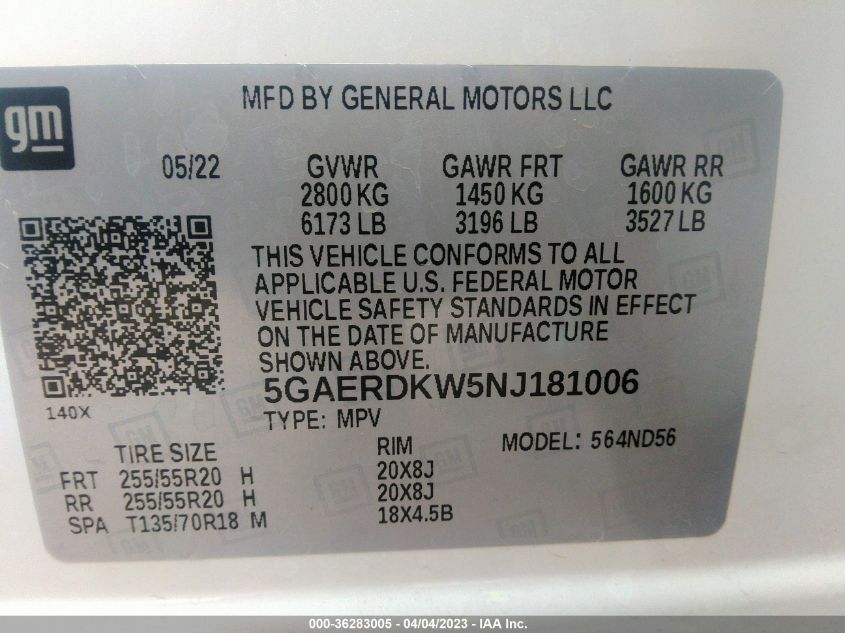 gm
MFD BY GENERAL MOTORS LLC
05/22 GVWR GAWR FRT GAWR RR
2800 KG 1450 KG 1600 KG
6173 LB 3196 LB 3527 LB
THIS VEHICLE CONFORMS TO ALL
APPLICABLE U.S. FEDERAL MOTOR
VEHICLE SAFETY STANDARDS IN EFFECT
ON THE DATE OF MANUFACTURE
SHOWN ABOVE.
140X 5GAERDKW5NJ181006
TYPE: MPV
TIRE SIZE RIM MODEL: 564ND56
FRT 255/55R20 H 20X8J
RR 255/55R20 H 20X8J
SPA T135/70R18 M 18X4.5B
000-36283005 - 04/04/2023 - IAA Inc.